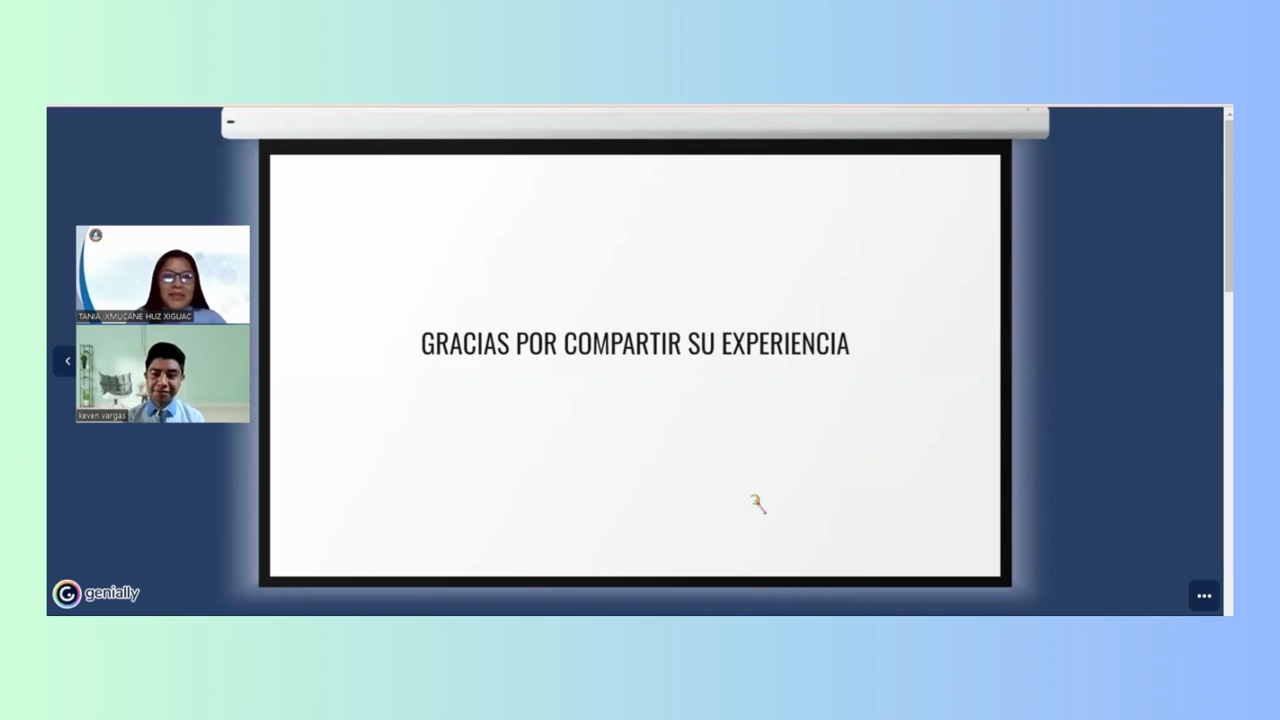 TANIA IXMUCANE HUZ XIGUAC
keven vargas
GRACIAS POR COMPARTIR SU EXPERIENCIA
genially